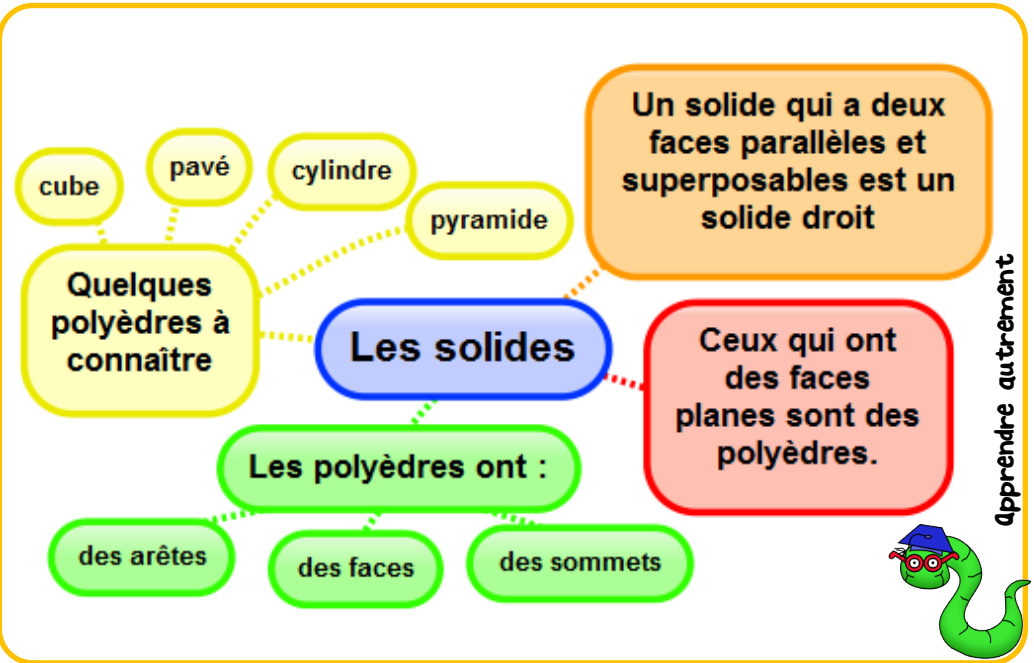 cube
pavé
cylindre
pyramide
Quelques
polyèdres à
connaître
Les solides
Un solide qui a deux
faces parallèles et
superposables est un
solide droit
Ceux qui ont
des faces
planes sont des
polyèdres.
Les polyèdres ont :
des arêtes
des faces
des sommets
apprendre autrement